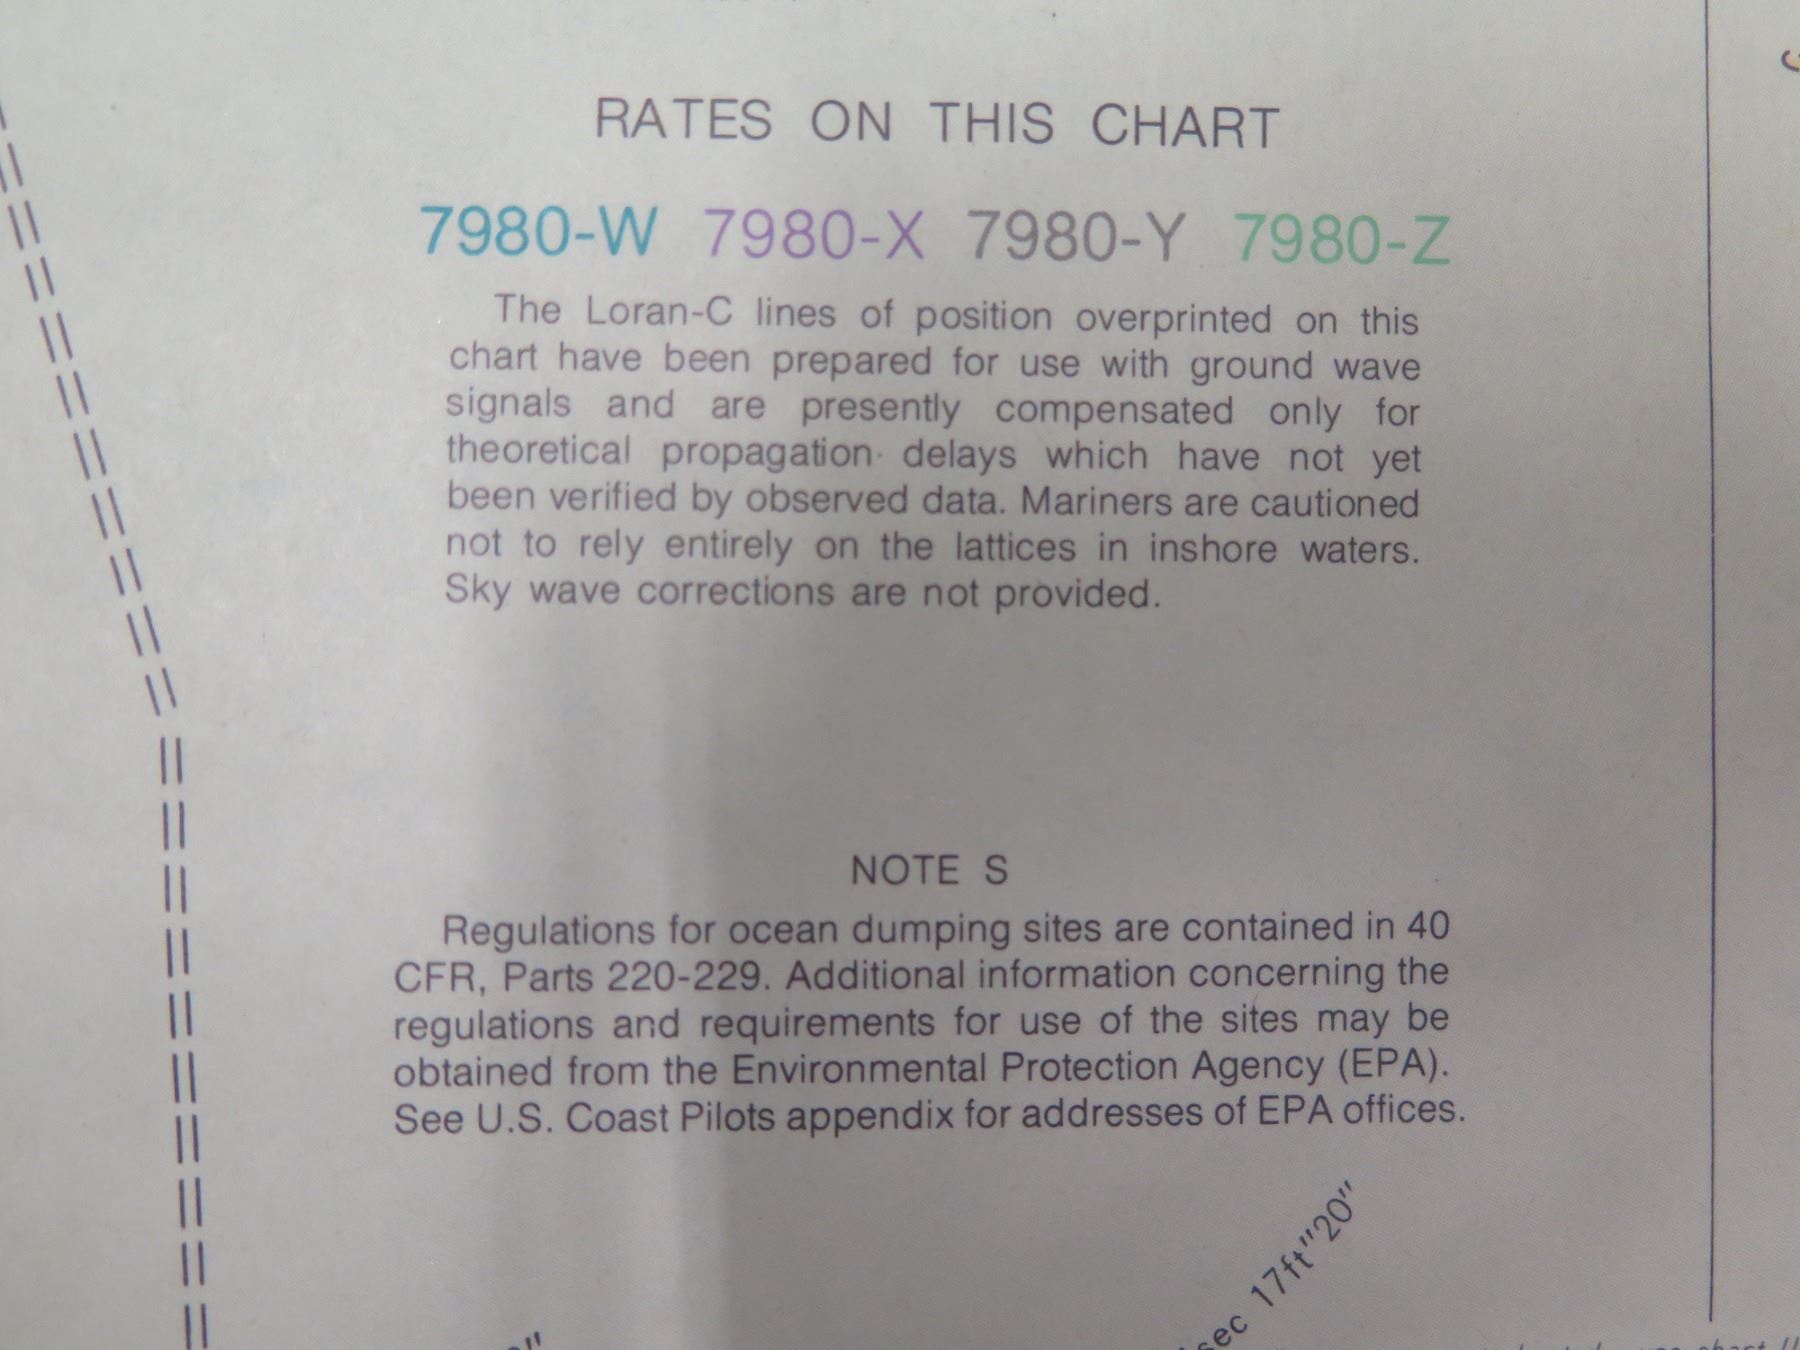 RATES ON THIS CHART
7980-W 7980-X 7980-Y 7980-Z
The Loran-C lines of position overprinted on this
chart have been prepared for use with ground wave
signals and are presently compensated only for
theoretical propagation delays which have not yet
been verified by observed data. Mariners are cautioned
not to rely entirely on the lattices in inshore waters.
Sky wave corrections are not provided.
NOTE S
Regulations for ocean dumping sites are contained in 40
CFR, Parts 220-229. Additional information concerning the
regulations and requirements for use of the sites may be
obtained from the Environmental Protection Agency (EPA).
See U.S. Coast Pilots appendix for addresses of EPA offices.
sec 17ft"20"
chart